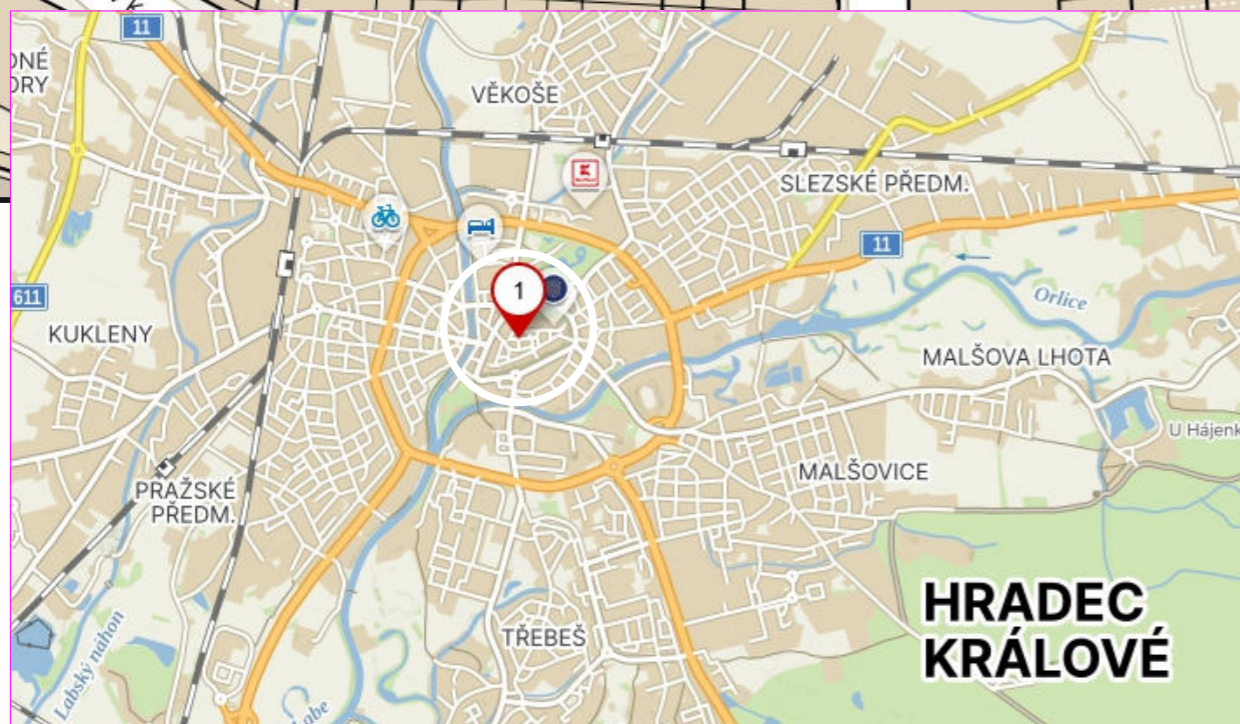 11
DNÉ
ORY
VĚKOŠE
SLEZSKÉ PŘEDM.
11
1
611
KUKLENY
Orlice
MALŠOVA LHOTA
U Hájenk
MALŠOVICE
PRAŽSKÉ
PŘEDM.
HRADEC
KRÁLOVÉ
TŘEBEŠ
Labský náhon
Labe